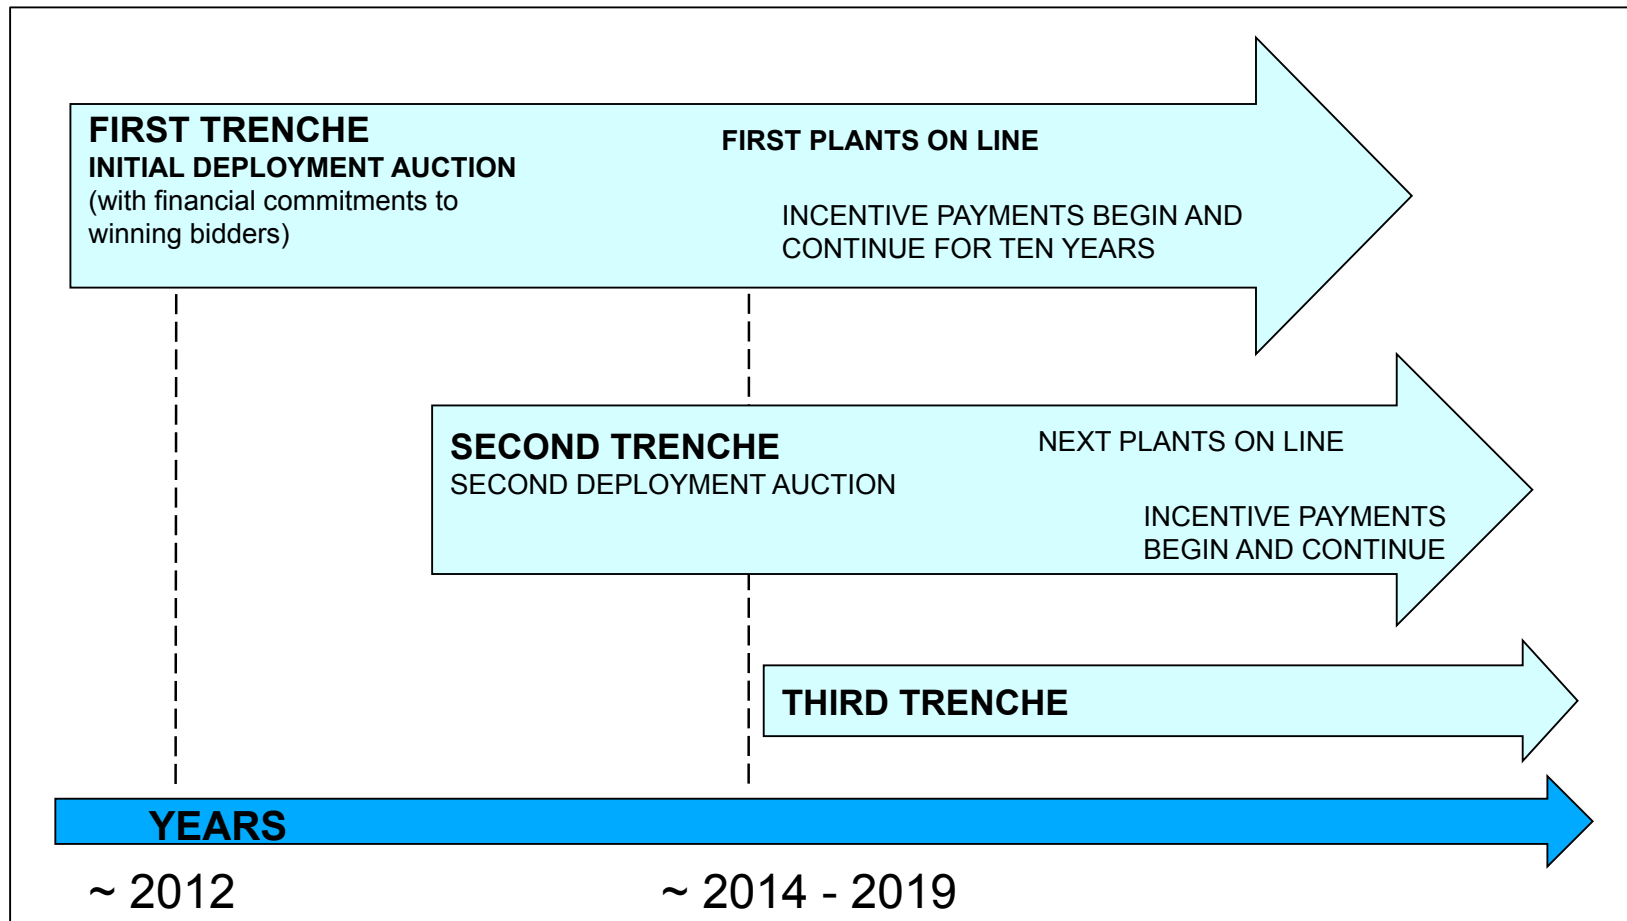 FIRST TRENCHE
INITIAL DEPLOYMENT AUCTION
(with financial commitments to
winning bidders)
FIRST PLANTS ON LINE
INCENTIVE PAYMENTS BEGIN AND
CONTINUE FOR TEN YEARS
SECOND TRENCHE
SECOND DEPLOYMENT AUCTION
NEXT PLANTS ON LINE
INCENTIVE PAYMENTS
BEGIN AND CONTINUE
THIRD TRENCHE
YEARS
~ 2012
~ 2014 - 2019